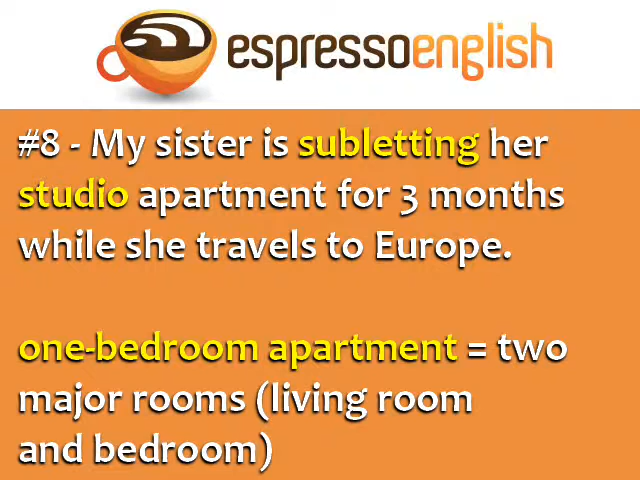 espressoenglish
#8 - My sister is subletting her
studio apartment for 3 months
while she travels to Europe.
one-bedroom apartment = two
major rooms (living room
and bedroom)